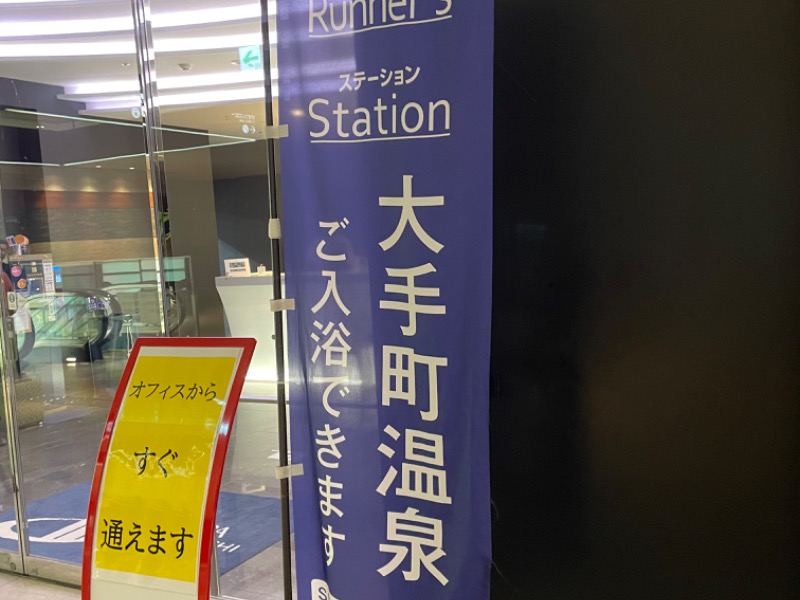 Runner's
ステーション
Station
大手町温泉
ご入浴できます
オフィスから
すぐ
通えます